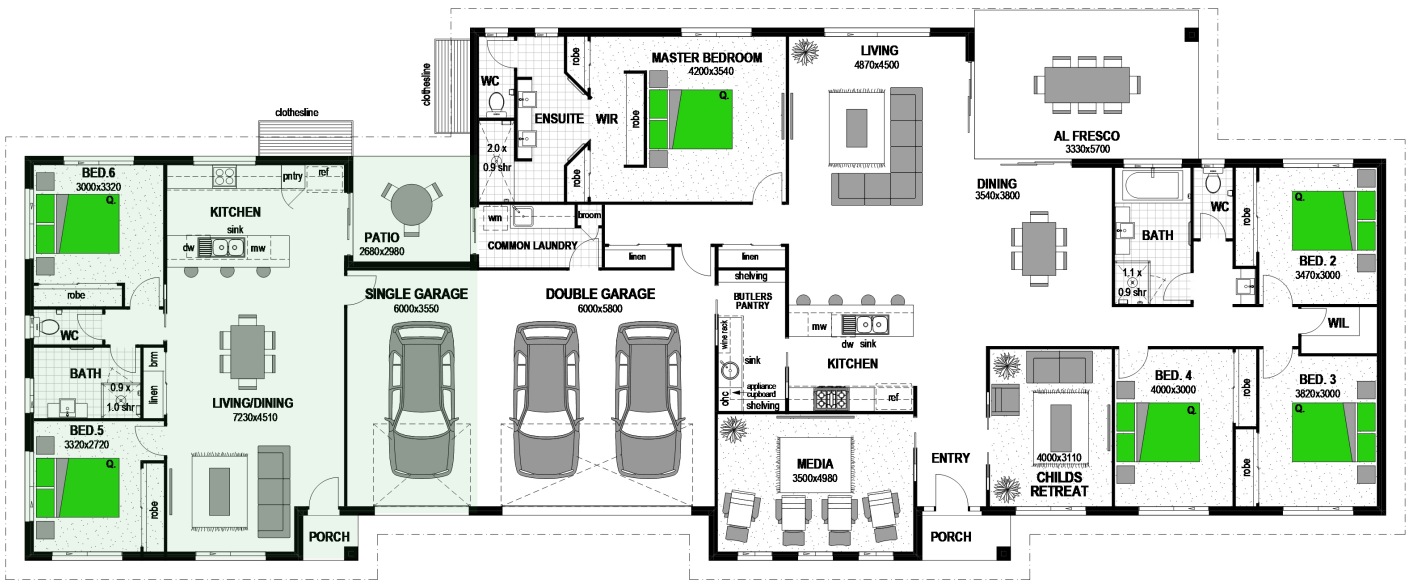 clothesline
BED.6
3000x3320
Q.
robe
KITCHEN
pntry
ref
sink
dw
mw
PATIO
2680x2980
WC
BATH
0.9 x
1.0 shr
brm
linen
LIVING/DINING
7230x4510
BED.5
3320x2720
Q.
robe
PORCH
SINGLE GARAGE
6000x3550
DOUBLE GARAGE
6000x5800
clothesline
WC
2.0 x
0.9 shr
ENSUITE
robe
robe
WIR
robe
MASTER BEDROOM
4200x3540
Q.
wm
broom
COMMON LAUNDRY
linen
linen
LIVING
4870x4500
AL FRESCO
3330x5700
DINING
3540x3800
shelving
BUTLERS
PANTRY
wine rack
sink
appliance
cupboard
ohc
shelving
mw
dw
sink
KITCHEN
ref
MEDIA
3500x4980
ENTRY
PORCH
4000x3110
CHILDS
RETREAT
BATH
1.1 x
0.9 shr
WC
robe
BED. 2
3470x3000
Q.
WIL
BED. 4
4000x3000
Q.
robe
robe
BED. 3
3820x3000
Q.